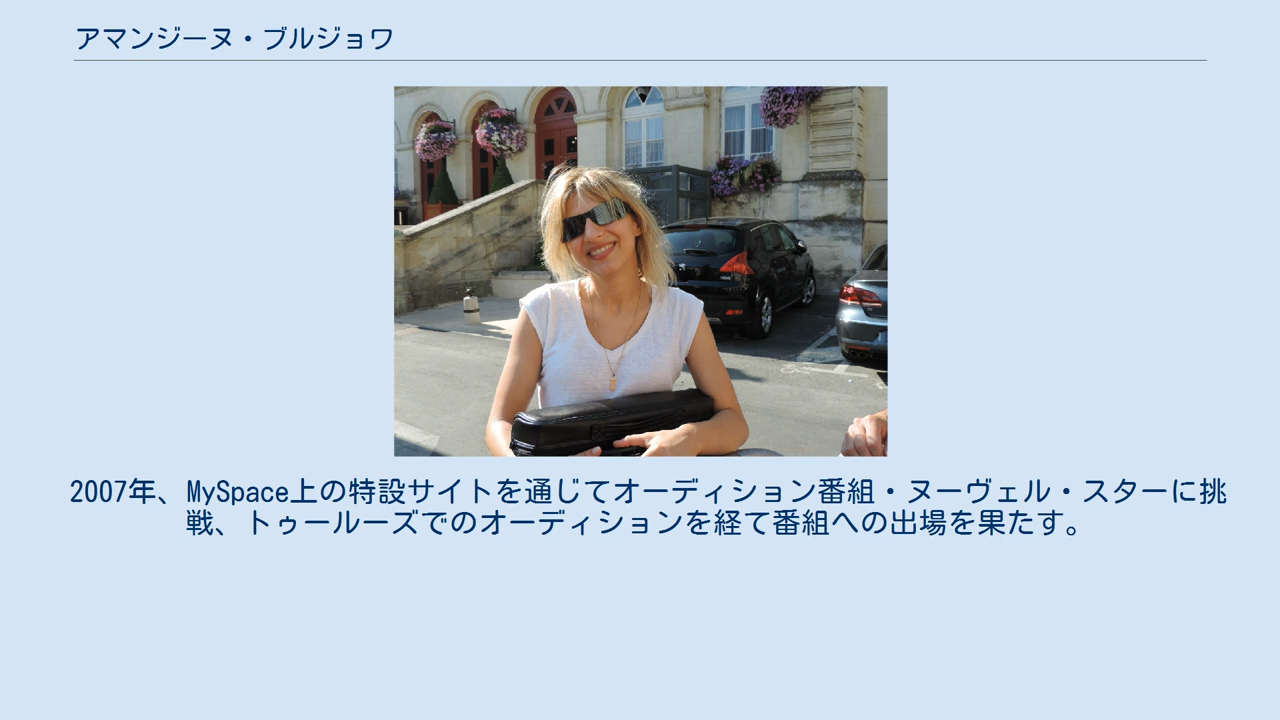 アマンジーヌ・ブルジョワ
2007年、MySpace上の特設サイトを通じてオーディション番組・ヌーヴェル・スターに挑
戦、トゥールーズでのオーディションを経て番組への出場を果たす。